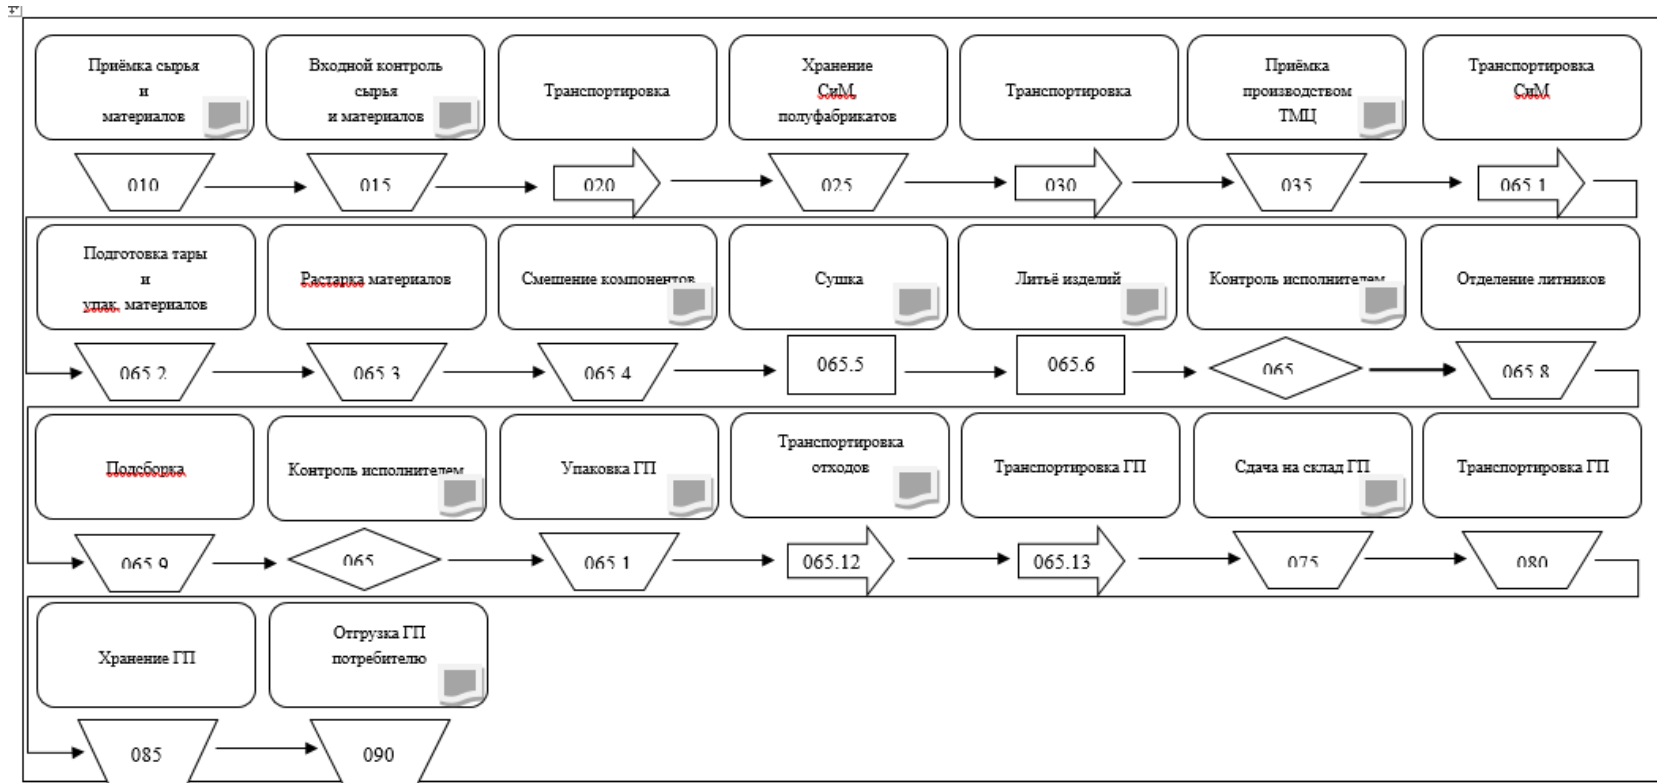 Приёмка сырья
и
материалов
Входной контроль
сырья
и материалов
Транспортировка
Хранение
СиМ,
полуфабрикатов
Транспортировка
Приёмка
производством
ТМЦ
Транспортировка
СиМ
010
015
020
025
030
035
065.1
Подготовка тары
и
упак. материалов
Растарка материалов
Смешение компонентов
Сушка
Литьё изделий
Контроль исполнителем
Отделение литников
065.2
065.3
065.4
065.5
065.6
065
065.8
Подсборка
Контроль исполнителем
Упаковка ГП
Транспортировка
отходов
Транспортировка ГП
Сдача на склад ГП
Транспортировка ГП
065.9
065
065.1
065.12
065.13
075
080
Хранение ГП
Отгрузка ГП
потребителю
085
090